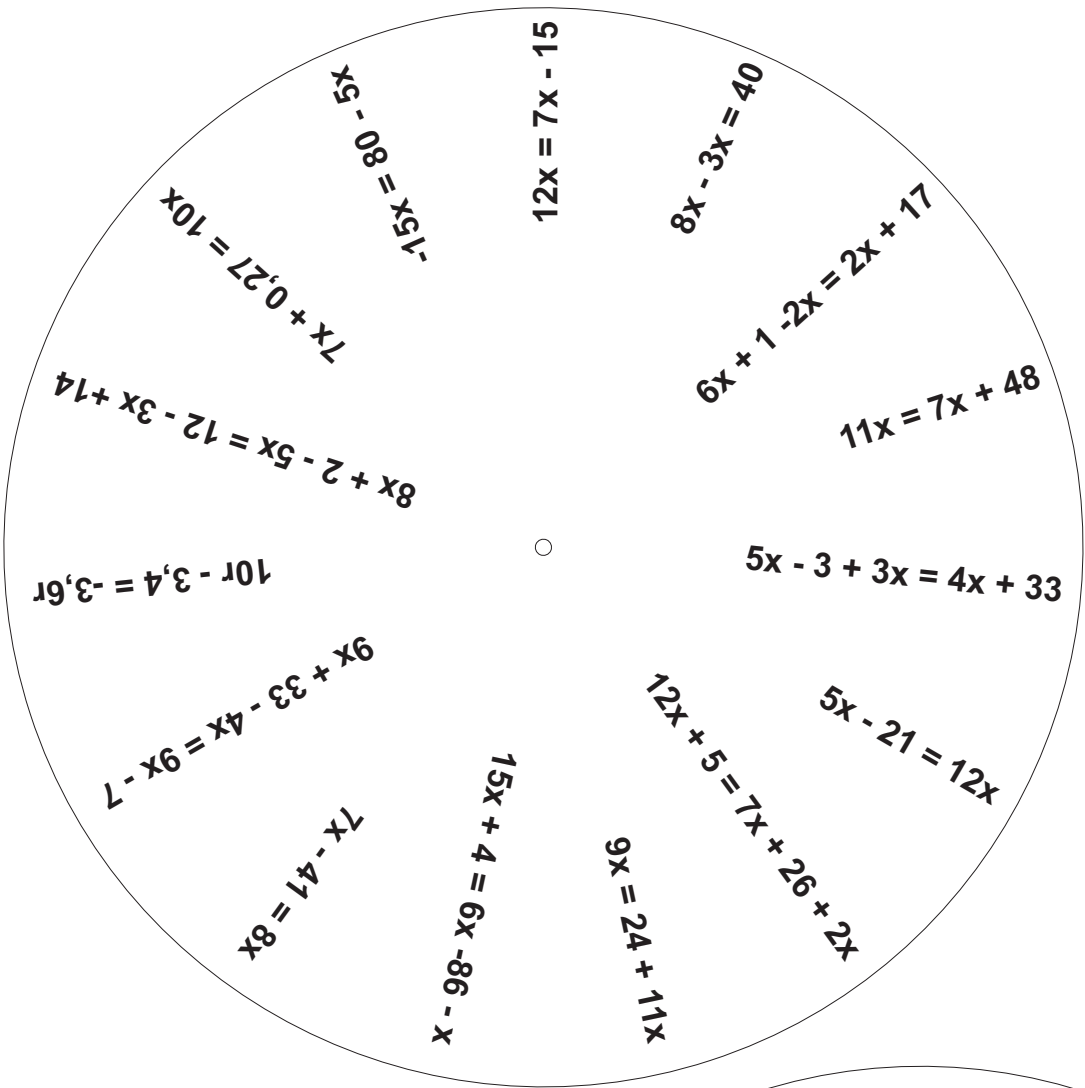 12x = 7x - 15
8x - 3x = 40
6x + 1 -2x = 2x + 17
11x = 7x + 48
5x - 3 + 3x = 4x + 33
5x - 21 = 12x
12x + 5 = 7x + 26 + 2x
9x = 24 + 11x
15x + 4 = 6x -86 - x
7x - 41 = 8x
9x + 33 - 4x = 9x - 7
10r - 3,4 = -3,6r
8x + 2 - 5x = 12 - 3x +14
7x + 0,27 = 10x
-15x = 80 - 5x